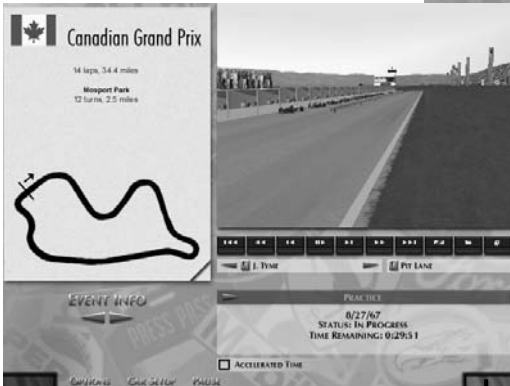 Canadian Grand Prix
14 laps, 34.4 miles
Mosport Park
12 turns, 2.5 miles
J. TYME
PIT LANE
EVENT INFO
PRACTICE
8/27/67
STATUS: IN PROGRESS
TIME REMAINING: 0:29:51
ACCELERATED TIME
OPTIONS CAR SETUP PAUSE